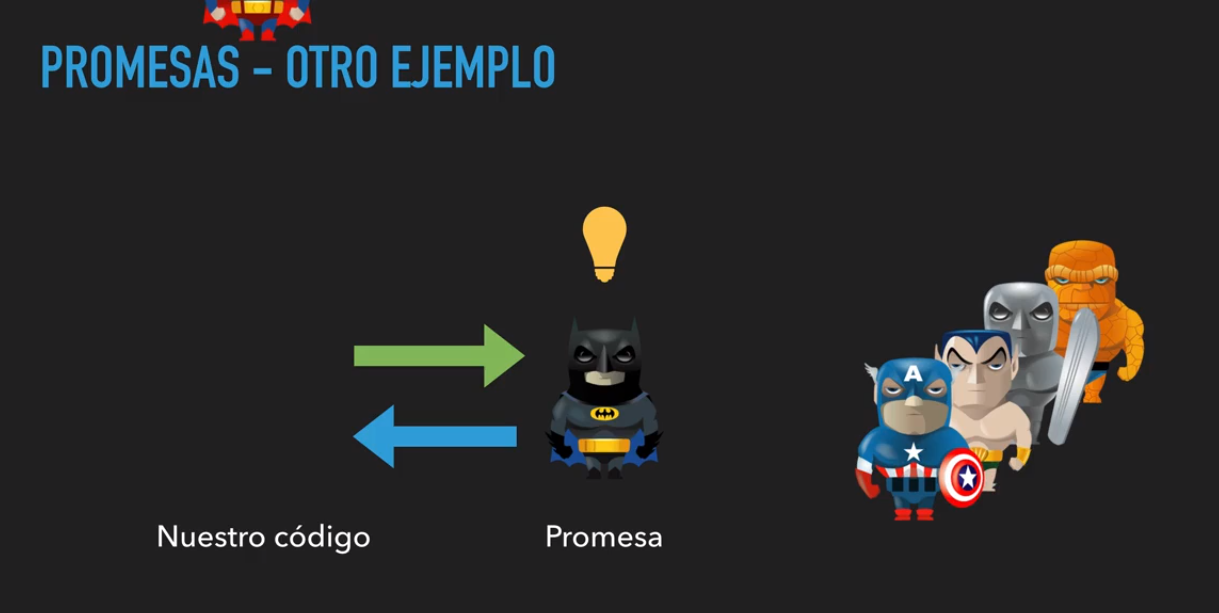 PROMESAS - OTRO EJEMPLO
A
Nuestro código
Promesa